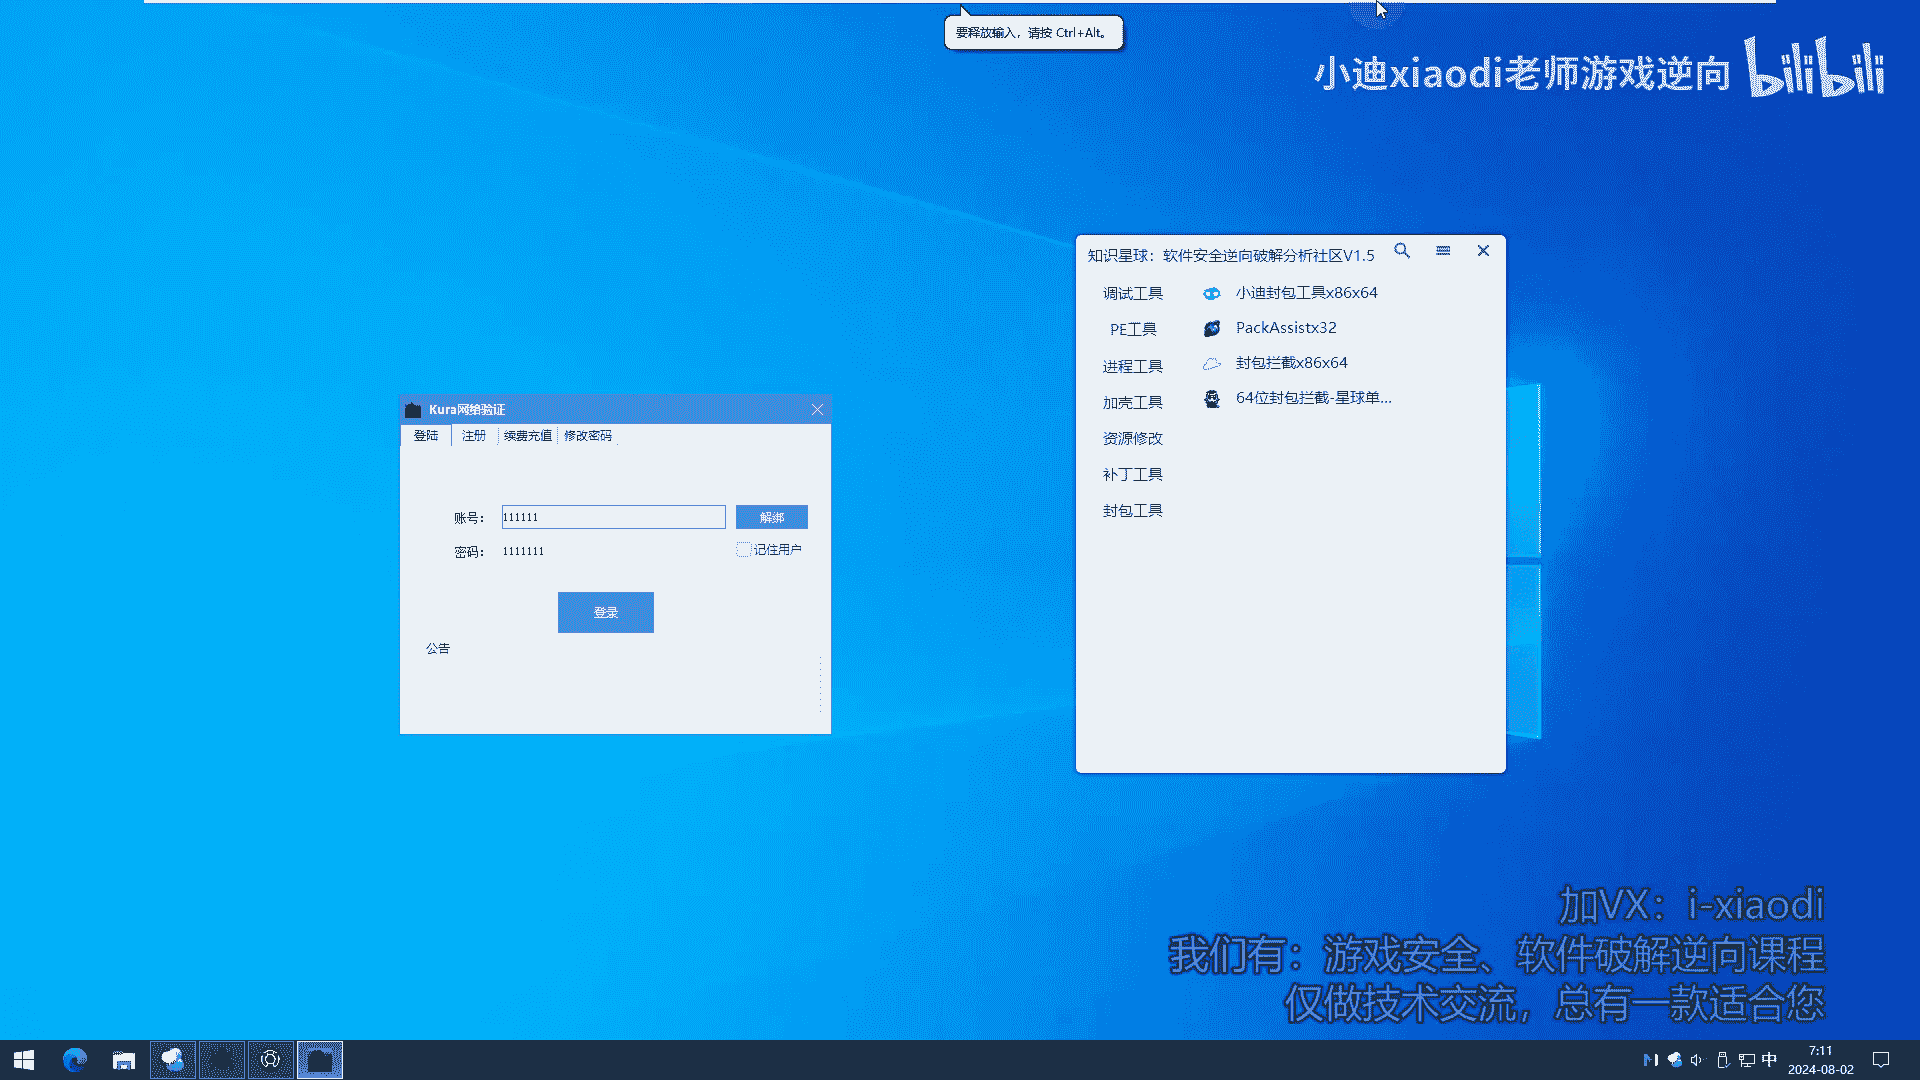 要释放输入，请按 Ctrl+Alt。
小迪xiaodi老师游戏逆向 bilibili
知识星球：软件安全逆向破解分析社区V1.5
调试工具
小迪封包工具x86x64
PE工具
PackAssistx32
进程工具
封包拦截x86x64
加壳工具
64位封包拦截-星球单...
资源修改
补丁工具
封包工具
Kura网络验证
登陆 注册 续费充值 修改密码
账号： 111111 解绑
密码： 1111111 记住用户
登录
公告
加VX：i-xiaodi
我们有：游戏安全、软件破解逆向课程
仅做技术交流，总有一款适合您
中
7:11
2024-08-02